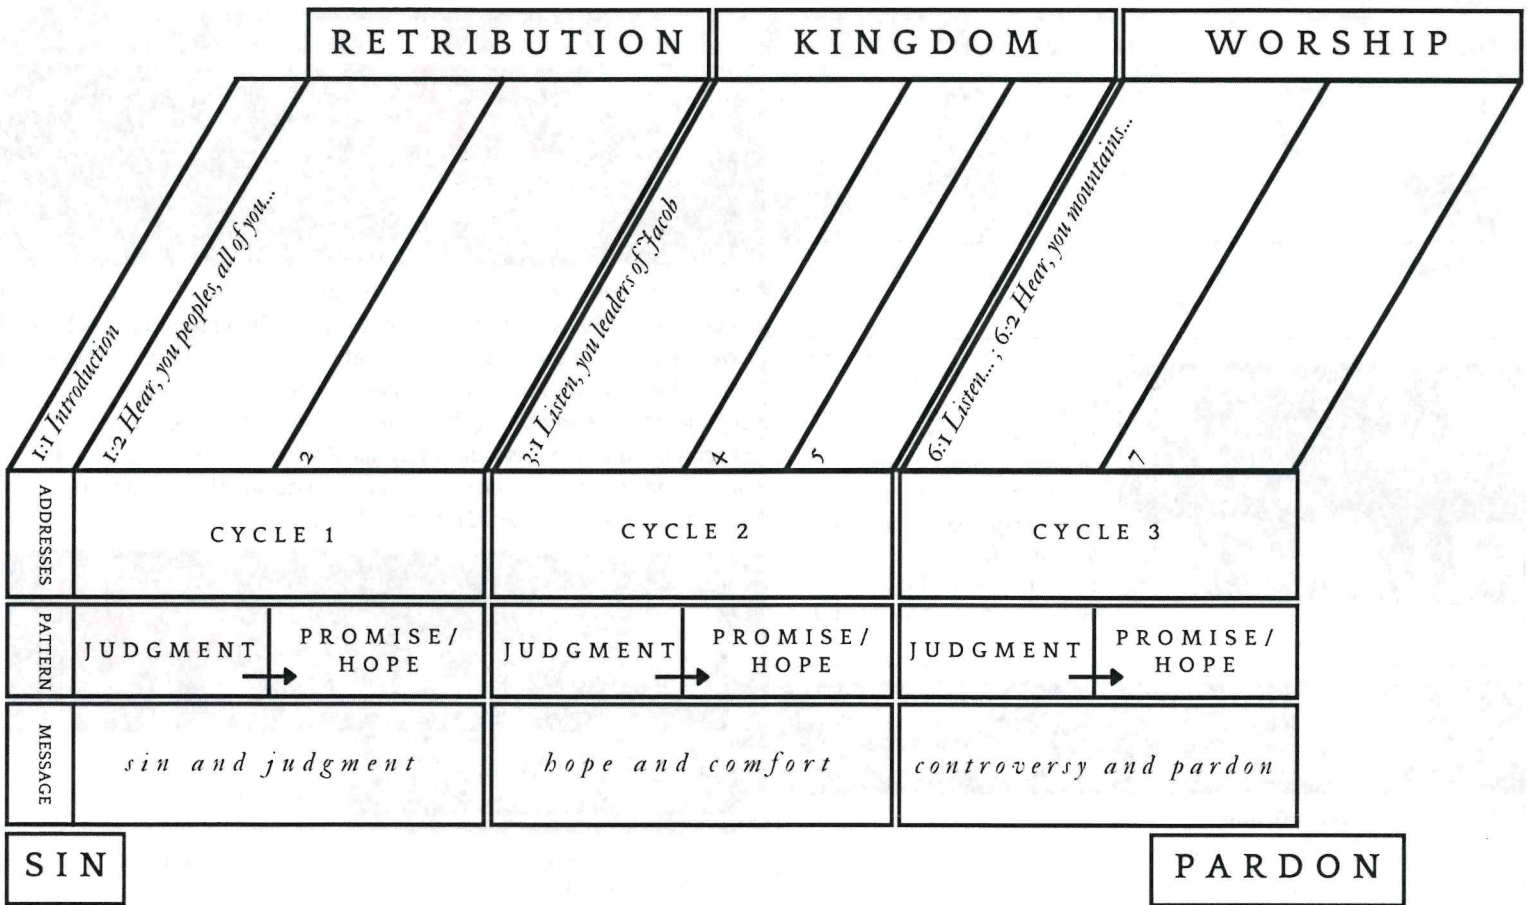 RETRIBUTION
KINGDOM
WORSHIP
1:1 Introduction
1:2 Hear, you peoples, all of you...
2
3:1 Listen, you leaders of Jacob
4
5
6:1 Listen...; 6:2 Hear, you mountains...
7
ADDRESSES
CYCLE 1
CYCLE 2
CYCLE 3
PATTERN
JUDGMENT
PROMISE/
HOPE
JUDGMENT
PROMISE/
HOPE
JUDGMENT
PROMISE/
HOPE
MESSAGE
sin and judgment
hope and comfort
controversy and pardon
SIN
PARDON